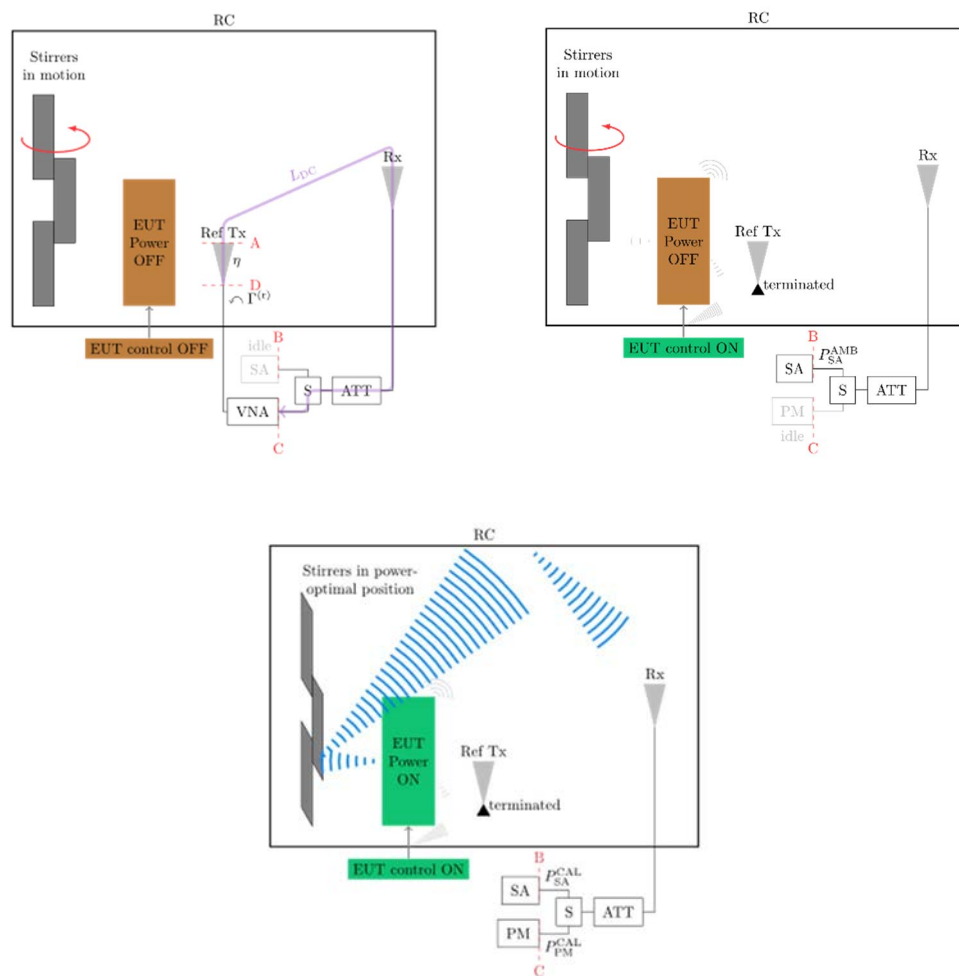 RC
Stirrers
in motion
Rx
L_DC
EUT
Power
OFF
Ref Tx
A
η
D
Γ^(r)
EUT control OFF
B
idle
SA
S
ATT
VNA
C
RC
Stirrers
in motion
Rx
EUT
Power
OFF
Ref Tx
terminated
EUT control ON
B
SA
P_SA^AMB
S
ATT
PM
idle
C
RC
Stirrers in power-
optimal position
Rx
EUT
Power
ON
Ref Tx
terminated
EUT control ON
B
SA
P_SA^CAL
S
ATT
PM
P_PM^CAL
C